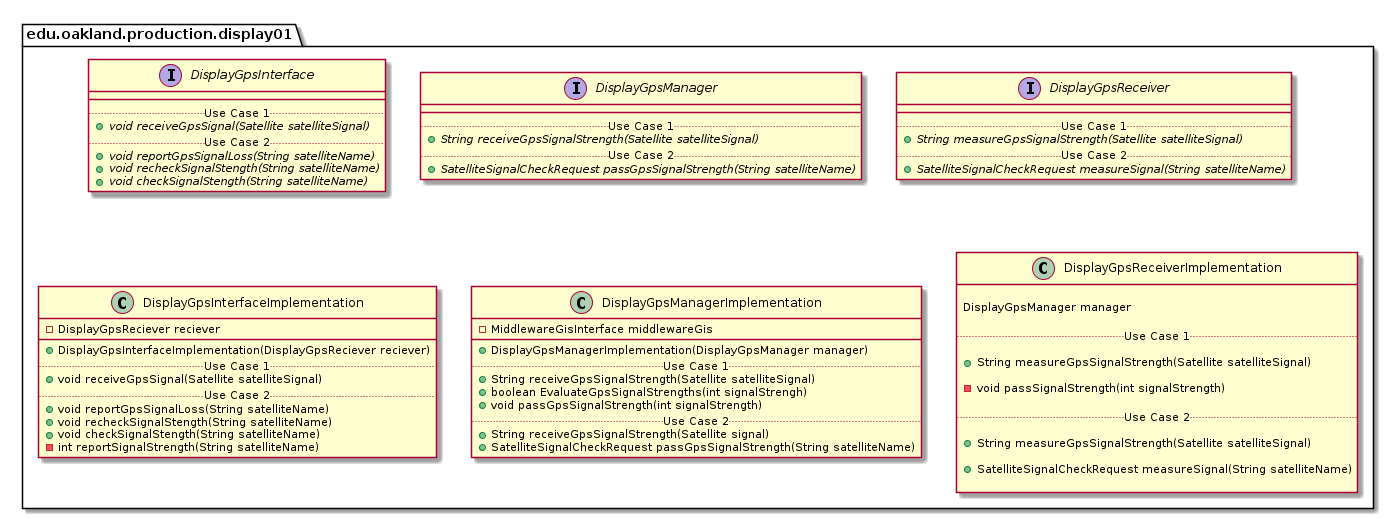 edu.oakland.production.display01
I DisplayGpsInterface
Use Case 1
void receiveGpsSignal(Satellite satelliteSignal)
Use Case 2
void reportGpsSignalLoss(String satelliteName)
void recheckSignalStength(String satelliteName)
void checkSignalStength(String satelliteName)
I DisplayGpsManager
Use Case 1
String receiveGpsSignalStrength(Satellite satelliteSignal)
Use Case 2
SatelliteSignalCheckRequest passGpsSignalStrength(String satelliteName)
I DisplayGpsReceiver
Use Case 1
String measureGpsSignalStrength(Satellite satelliteSignal)
Use Case 2
SatelliteSignalCheckRequest measureSignal(String satelliteName)
C DisplayGpsInterfaceImplementation
DisplayGpsReciever reciever
DisplayGpsInterfaceImplementation(DisplayGpsReciever reciever)
Use Case 1
void receiveGpsSignal(Satellite satelliteSignal)
Use Case 2
void reportGpsSignalLoss(String satelliteName)
void recheckSignalStength(String satelliteName)
void checkSignalStength(String satelliteName)
int reportSignalStrength(String satelliteName)
C DisplayGpsManagerImplementation
MiddlewareGisInterface middlewareGis
DisplayGpsManagerImplementation(DisplayGpsManager manager)
Use Case 1
String receiveGpsSignalStrength(Satellite satelliteSignal)
boolean EvaluateGpsSignalStrengths(int signalStrengh)
void passGpsSignalStrength(int signalStrength)
Use Case 2
String receiveGpsSignalStrength(Satellite signal)
SatelliteSignalCheckRequest passGpsSignalStrength(String satelliteName)
C DisplayGpsReceiverImplementation
DisplayGpsManager manager
Use Case 1
String measureGpsSignalStrength(Satellite satelliteSignal)
void passSignalStrength(int signalStrength)
Use Case 2
String measureGpsSignalStrength(Satellite satelliteSignal)
SatelliteSignalCheckRequest measureSignal(String satelliteName)